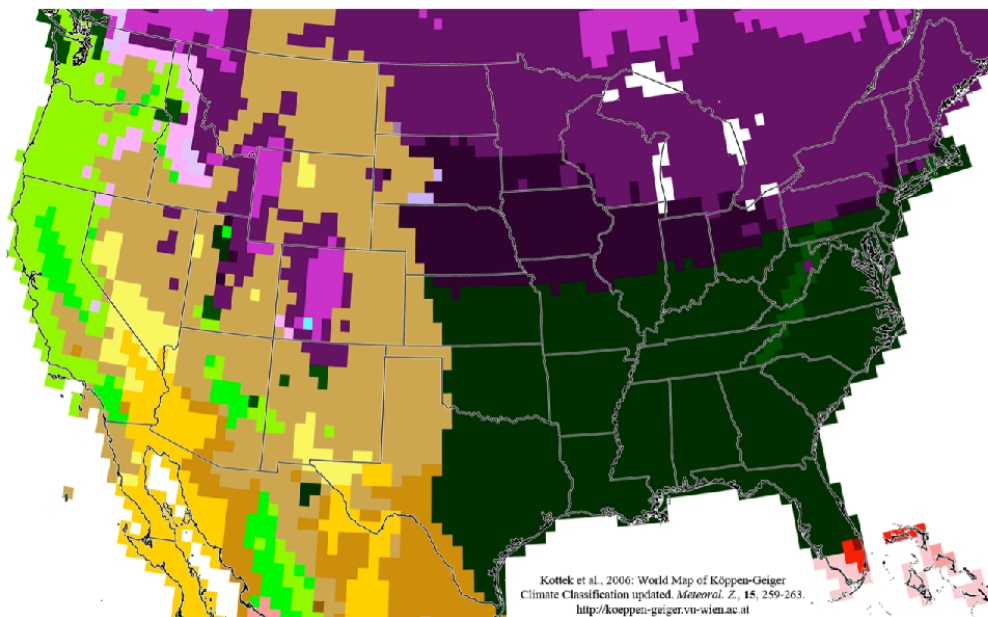 Kottek et al., 2006: World Map of Köppen-Geiger
Climate Classification updated. Meteorol. Z., 15, 259-263.
http://koeppen-geiger.vu-wien.ac.at